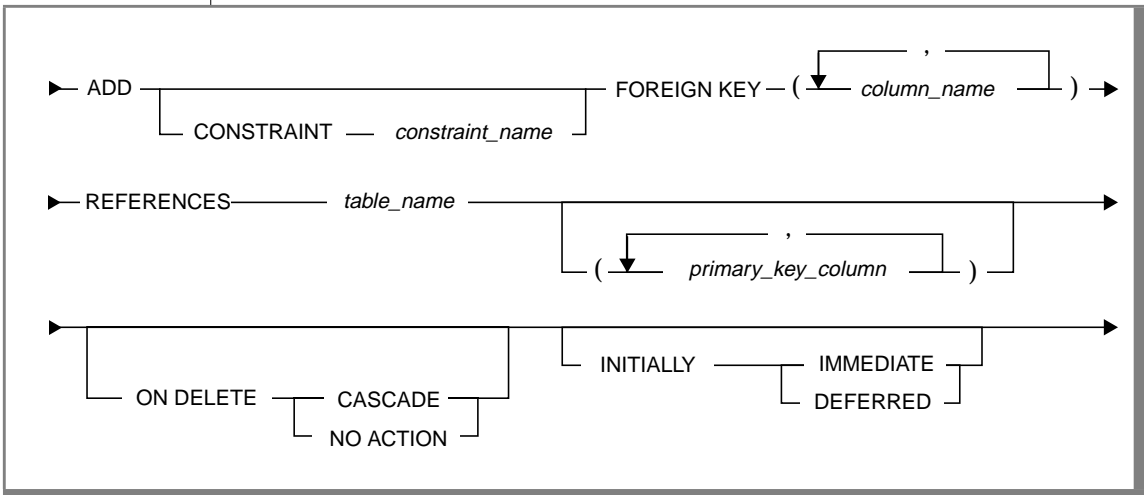 ,
ADD FOREIGN KEY ( column_name )
CONSTRAINT constraint_name
REFERENCES table_name
,
( primary_key_column )
INITIALLY IMMEDIATE
ON DELETE CASCADE DEFERRED
NO ACTION